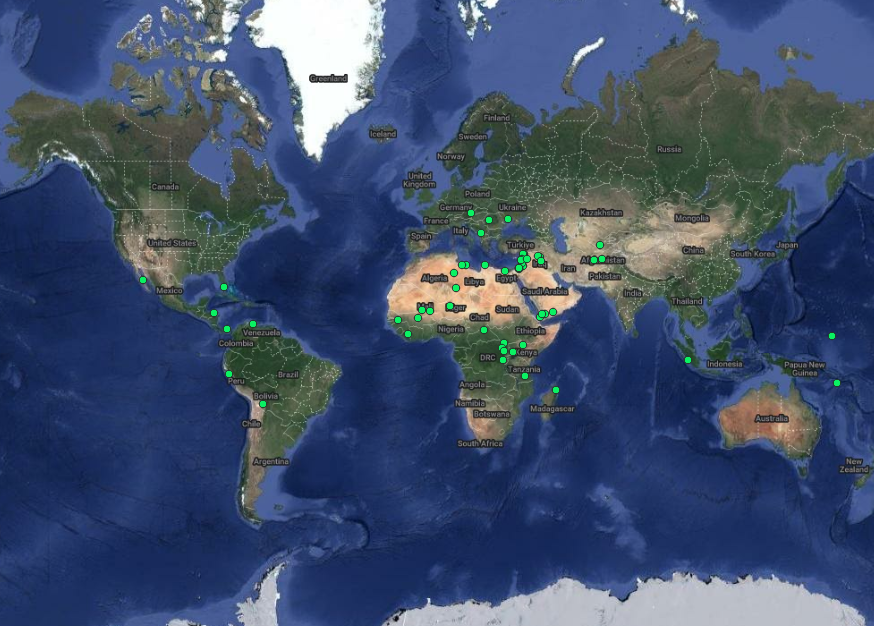 Greenland
Iceland
Finland
Sweden
Russia
Norway
United
Kingdom
Canada
Poland
Germany
Ukraine
Kazakhstan
France
Mongolia
Italy
Spain
United States
Türkiye
Japan
China
South Korea
Iran
Algeria
Libya
Egypt
Pakistan
Mexico
Saudi Arabia
India
Thailand
Mali
Sudan
Chad
Nigeria
Ethiopia
Venezuela
Colombia
DRC
Kenya
Indonesia
Papua New
Guinea
Tanzania
Peru
Brazil
Angola
Bolivia
Namibia
Madagascar
Botswana
Australia
Chile
South Africa
Argentina
New
Zealand